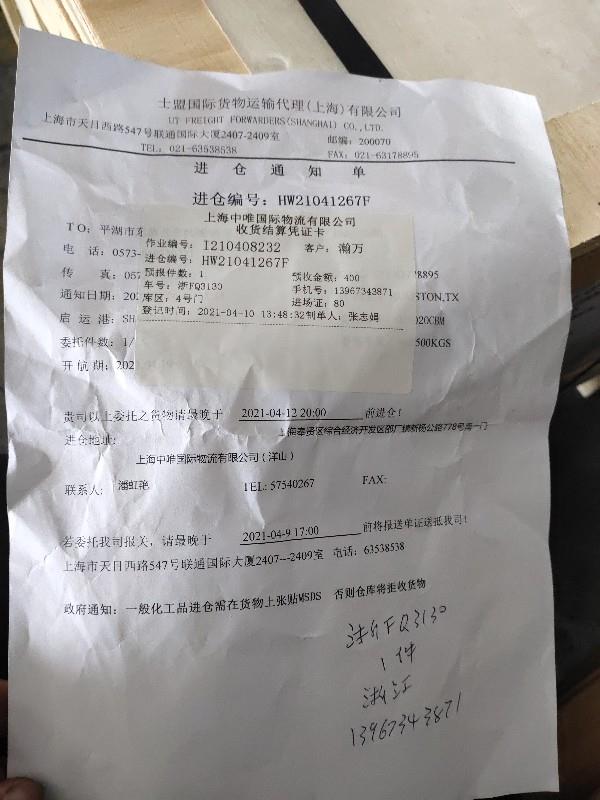 士盟国际货物运输代理(上海)有限公司
UT FREIGHT FORWARDERS(SHANGHAI) CO.,LTD.
上海市天目西路547号联通国际大厦2407-2409室 邮编: 200070
TEL: 021-63538538 FAX: 021-63178895
进仓通知单
进仓编号: HW21041267F
上海中唯国际物流有限公司
收货结算凭证卡
作业编号: I210408232 客户: 瀚万
进仓编号: HW21041267F
预报件数: 1 预收金额: 400
车号: 浙FQ3130 手机号: 13967343871
库区: 4号门 进场证: 80
登记时间: 2021-04-10 13:48:32制单人: 张志娟
TO: 平湖市
电 话: 0573-
传 真: 057 8895
通知日期: 202 STON,TX
启运港: SH 020CBM
委托件数: 1/ 500KGS
开航期: 202
贵司以上委托之货物请最晚于 2021-04-12 20:00 前进仓!
进仓地址: 上海奉贤区综合经济开发区邵厂镇新杨公路778号南一门
上海中唯国际物流有限公司(洋山)
联系人: 潘虹艳 TEL: 57540267 FAX:
若委托我司报关, 请最晚于 2021-04-9 17:00 前将报送单证送抵我司!
上海市天目西路547号联通国际大厦2407---2409室 电话: 63538538
政府通知: 一般化工品进仓需在货物上张贴MSDS 否则仓库将拒收货物
浙FQ3130
1件
浙江
13967343871